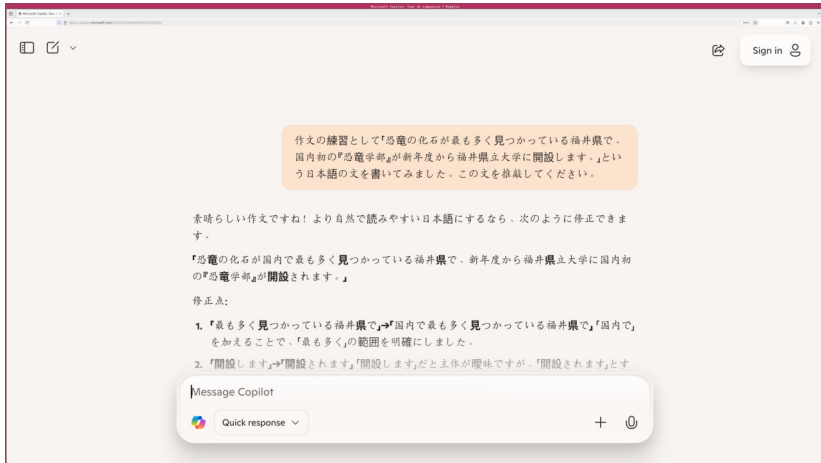 Microsoft Copilot: Your AI companion | Nightly
Sign in
作文の練習として「恐竜の化石が最も多く見つかっている福井県で、
国内初の『恐竜学部』が新年度から福井県立大学に開設します。」とい
う日本語の文を書いてみました。この文を推敲してください。
素晴らしい作文ですね！より自然で読みやすい日本語にするなら、次のように修正できま
す。
「恐竜の化石が国内で最も多く見つかっている福井県で、新年度から福井県立大学に国内初
の『恐竜学部』が開設されます。」
修正点:
1. 「最も多く見つかっている福井県で」→「国内で最も多く見つかっている福井県で」「国内で」
を加えることで、「最も多く」の範囲を明確にしました。
2. 「開設します」→「開設されます」「開設します」だと主体が曖昧ですが、「開設されます」とす
Message Copilot
Quick response